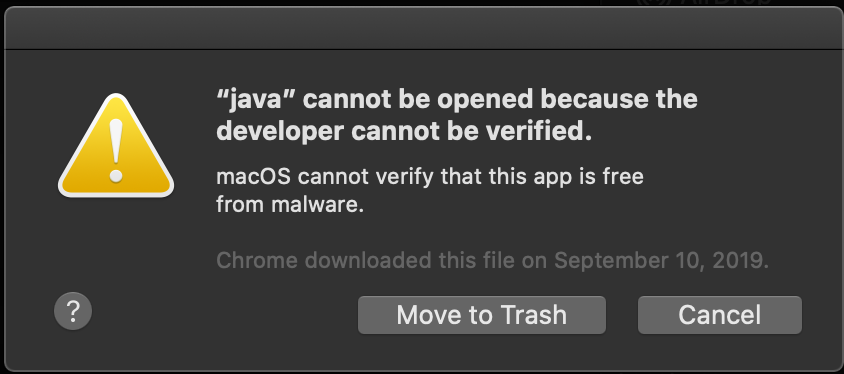 “java” cannot be opened because the
developer cannot be verified.
macOS cannot verify that this app is free
from malware.
Chrome downloaded this file on September 10, 2019.
?
Move to Trash
Cancel